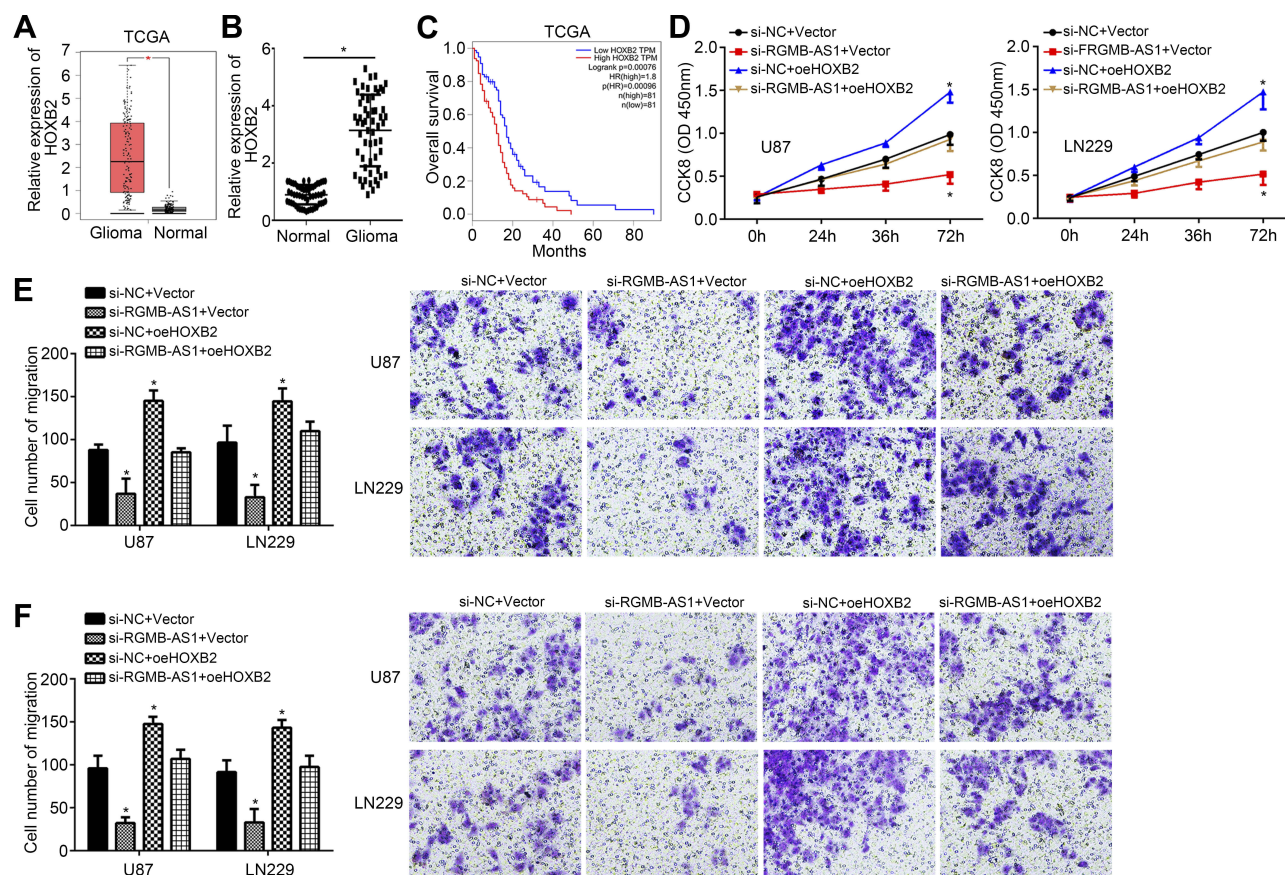 A
TCGA
Relative expression of
HOXB2
7
6
5
4
3
2
1
0
*
Glioma Normal
B
Relative expression of
HOXB2
6
4
2
0
*
Normal Glioma
C
TCGA
Overall survival
1.0
0.8
0.6
0.4
0.2
0.0
Low HOXB2 TPM
High HOXB2 TPM
Logrank p=0.00076
HR(high)=1.8
p(HR)=0.00096
n(high)=81
n(low)=81
0 20 40 60 80
Months
D
CCK8 (OD 450nm)
2.0
1.5
1.0
0.5
0.0
si-NC+Vector
si-RGMB-AS1+Vector
si-NC+oeHOXB2
si-RGMB-AS1+oeHOXB2
U87
*
*
0h 24h 36h 72h
CCK8 (OD 450nm)
2.0
1.5
1.0
0.5
0.0
si-NC+Vector
si-FRGMB-AS1+Vector
si-NC+oeHOXB2
si-RGMB-AS1+oeHOXB2
LN229
*
*
0h 24h 36h 72h
E
si-NC+Vector
si-RGMB-AS1+Vector
si-NC+oeHOXB2
si-RGMB-AS1+oeHOXB2
Cell number of migration
200
150
100
50
0
* * * *
U87 LN229
si-NC+Vector si-RGMB-AS1+Vector si-NC+oeHOXB2 si-RGMB-AS1+oeHOXB2
U87
LN229
F
si-NC+Vector
si-RGMB-AS1+Vector
si-NC+oeHOXB2
si-RGMB-AS1+oeHOXB2
Cell number of migration
200
150
100
50
0
* * * *
U87 LN229
si-NC+Vector si-RGMB-AS1+Vector si-NC+oeHOXB2 si-RGMB-AS1+oeHOXB2
U87
LN229